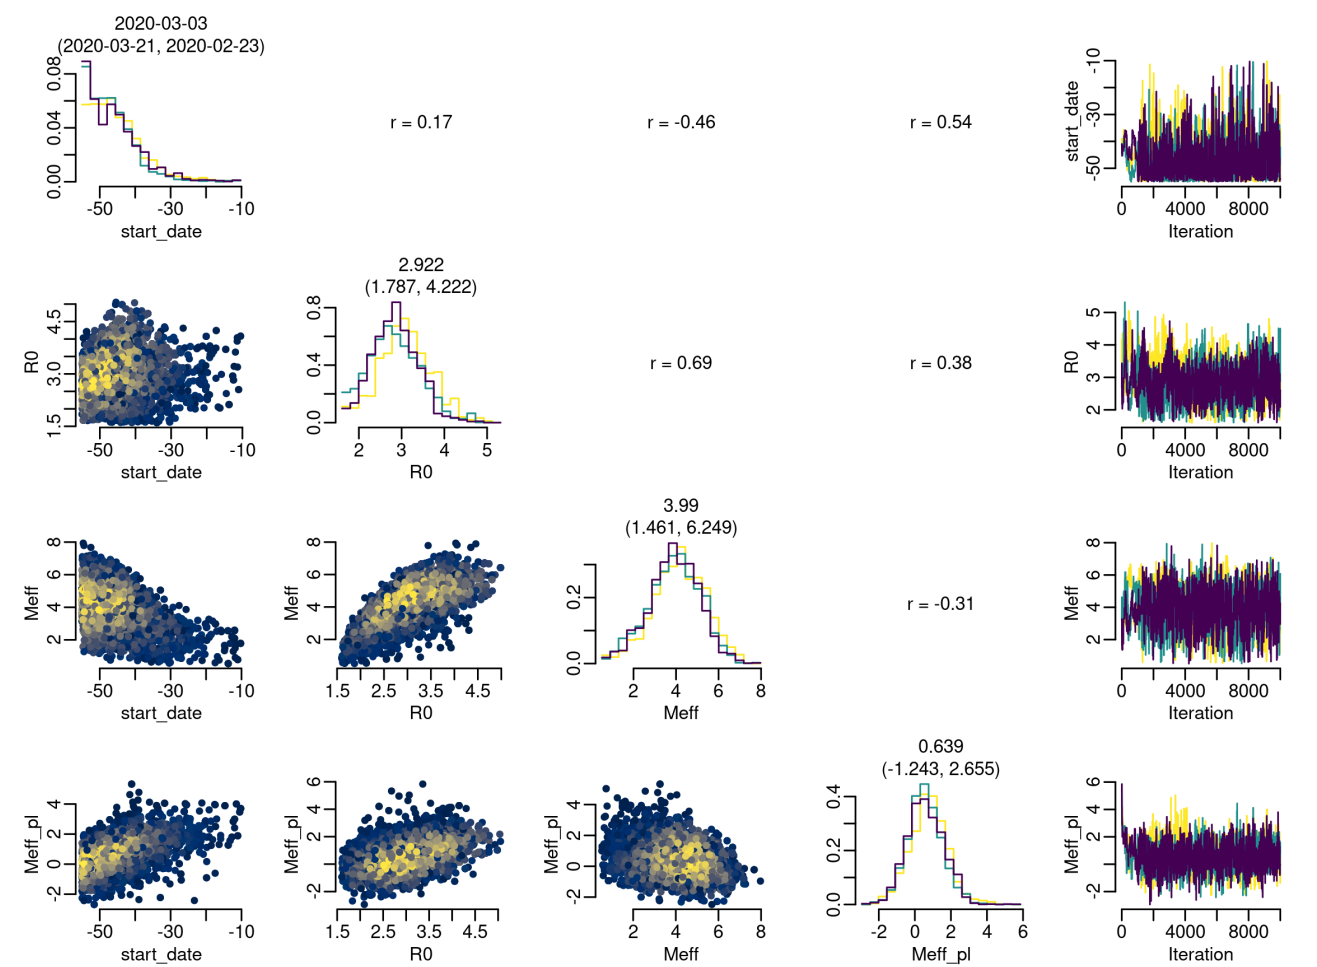 2020-03-03
(2020-03-21, 2020-02-23)
0.00 0.04 0.08
-50 -30 -10
start_date
r = 0.17
r = -0.46
r = 0.54
start_date
-50 -30 -10
0 4000 8000
Iteration
R0
1.5 3.0 4.5
-50 -30 -10
start_date
2.922
(1.787, 4.222)
0.0 0.4 0.8
2 3 4 5
R0
r = 0.69
r = 0.38
R0
2 3 4 5
0 4000 8000
Iteration
Meff
2 4 6 8
-50 -30 -10
start_date
Meff
2 4 6 8
1.5 2.5 3.5 4.5
R0
3.99
(1.461, 6.249)
0.0 0.2
2 4 6 8
Meff
r = -0.31
Meff
2 4 6 8
0 4000 8000
Iteration
Meff_pl
-2 0 2 4
-50 -30 -10
start_date
Meff_pl
-2 2 4 6
1.5 2.5 3.5 4.5
R0
Meff_pl
-2 0 2 4
2 4 6 8
Meff
0.639
(-1.243, 2.655)
0.0 0.2 0.4
-2 0 2 4 6
Meff_pl
Meff_pl
-2 2 6
0 4000 8000
Iteration